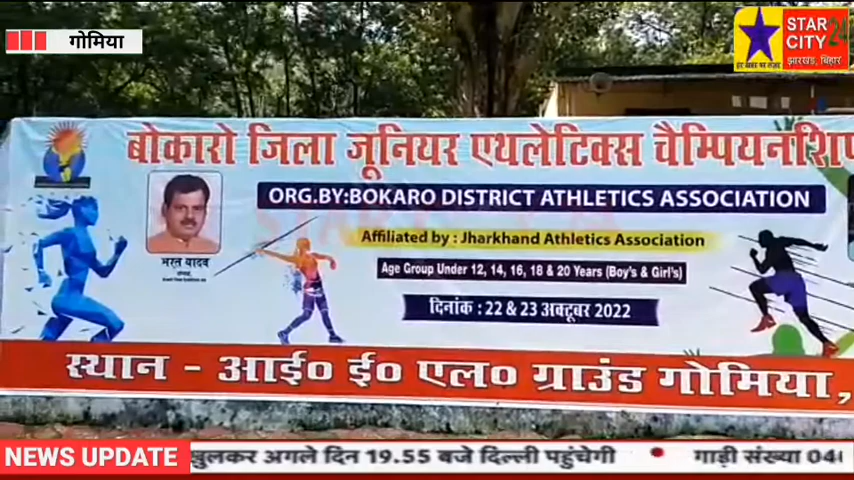 गोमिया
STAR
CITY 24
झारखंड, बिहार
बोकारो जिला जूनियर एथलेटिक्स चैम्पियनशिप
ORG.BY:BOKARO DISTRICT ATHLETICS ASSOCIATION
Affiliated by : Jharkhand Athletics Association
भरत यादव
Age Group Under 12, 14, 16, 18 & 20 Years (Boy's & Girl's)
दिनांक : 22 & 23 अक्टूबर 2022
स्थान - आई० ई० एल० ग्राउंड गोमिया,
NEWS UPDATE
खुलकर अगले दिन 19.55 बजे दिल्ली पहुंचेगी • गाड़ी संख्या 04